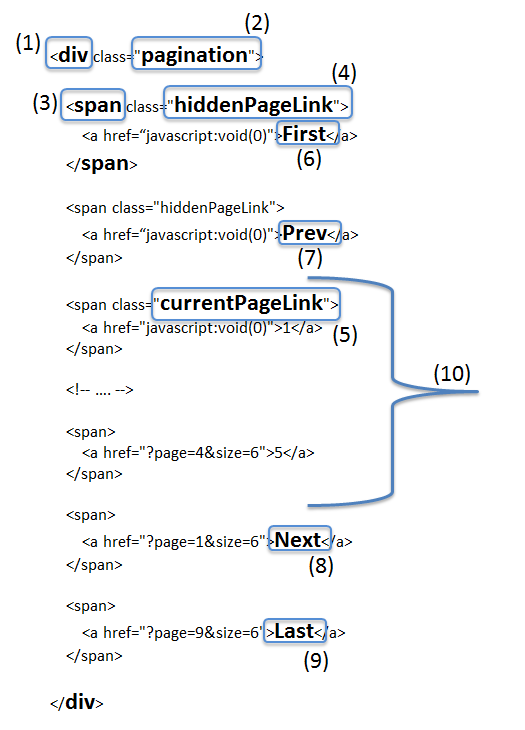 (2)
(1) <div class="pagination">
(4)
(3) <span class="hiddenPageLink">
<a href=“javascript:void(0)">First</a>
(6)
</span>
<span class="hiddenPageLink">
<a href=“javascript:void(0)">Prev</a>
(7)
</span>
<span class="currentPageLink">
<a href="javascript:void(0)">1</a>
(5)
</span>
(10)
<!-- .... -->
<span>
<a href="?page=4&size=6">5</a>
</span>
<span>
<a href="?page=1&size=6">Next</a>
(8)
</span>
<span>
<a href="?page=9&size=6">Last</a>
(9)
</span>
</div>